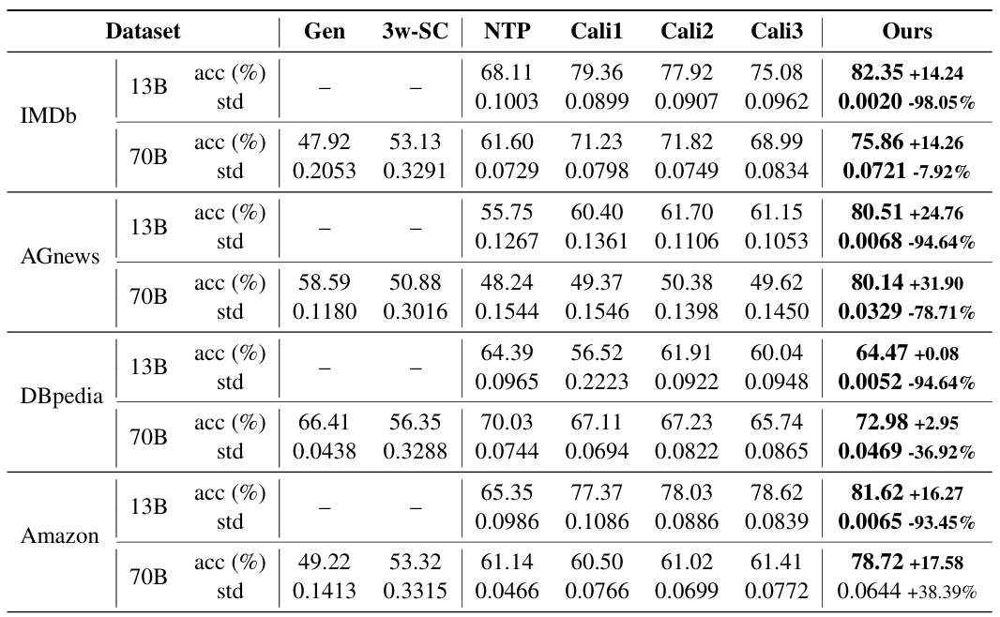 Dataset Gen 3w-SC NTP Cali1 Cali2 Cali3 Ours
IMDb 13B acc (%) – – 68.11 79.36 77.92 75.08 82.35 +14.24
std 0.1003 0.0899 0.0907 0.0962 0.0020 -98.05%
70B acc (%) 47.92 53.13 61.60 71.23 71.82 68.99 75.86 +14.26
std 0.2053 0.3291 0.0729 0.0798 0.0749 0.0834 0.0721 -7.92%
AGnews 13B acc (%) – – 55.75 60.40 61.70 61.15 80.51 +24.76
std 0.1267 0.1361 0.1106 0.1053 0.0068 -94.64%
70B acc (%) 58.59 50.88 48.24 49.37 50.38 49.62 80.14 +31.90
std 0.1180 0.3016 0.1544 0.1546 0.1398 0.1450 0.0329 -78.71%
DBpedia 13B acc (%) – – 64.39 56.52 61.91 60.04 64.47 +0.08
std 0.0965 0.2223 0.0922 0.0948 0.0052 -94.64%
70B acc (%) 66.41 56.35 70.03 67.11 67.23 65.74 72.98 +2.95
std 0.0438 0.3288 0.0744 0.0694 0.0822 0.0865 0.0469 -36.92%
Amazon 13B acc (%) – – 65.35 77.37 78.03 78.62 81.62 +16.27
std 0.0986 0.1086 0.0886 0.0839 0.0065 -93.45%
70B acc (%) 49.22 53.32 61.14 60.50 61.02 61.41 78.72 +17.58
std 0.1413 0.3315 0.0466 0.0766 0.0699 0.0772 0.0644 +38.39%